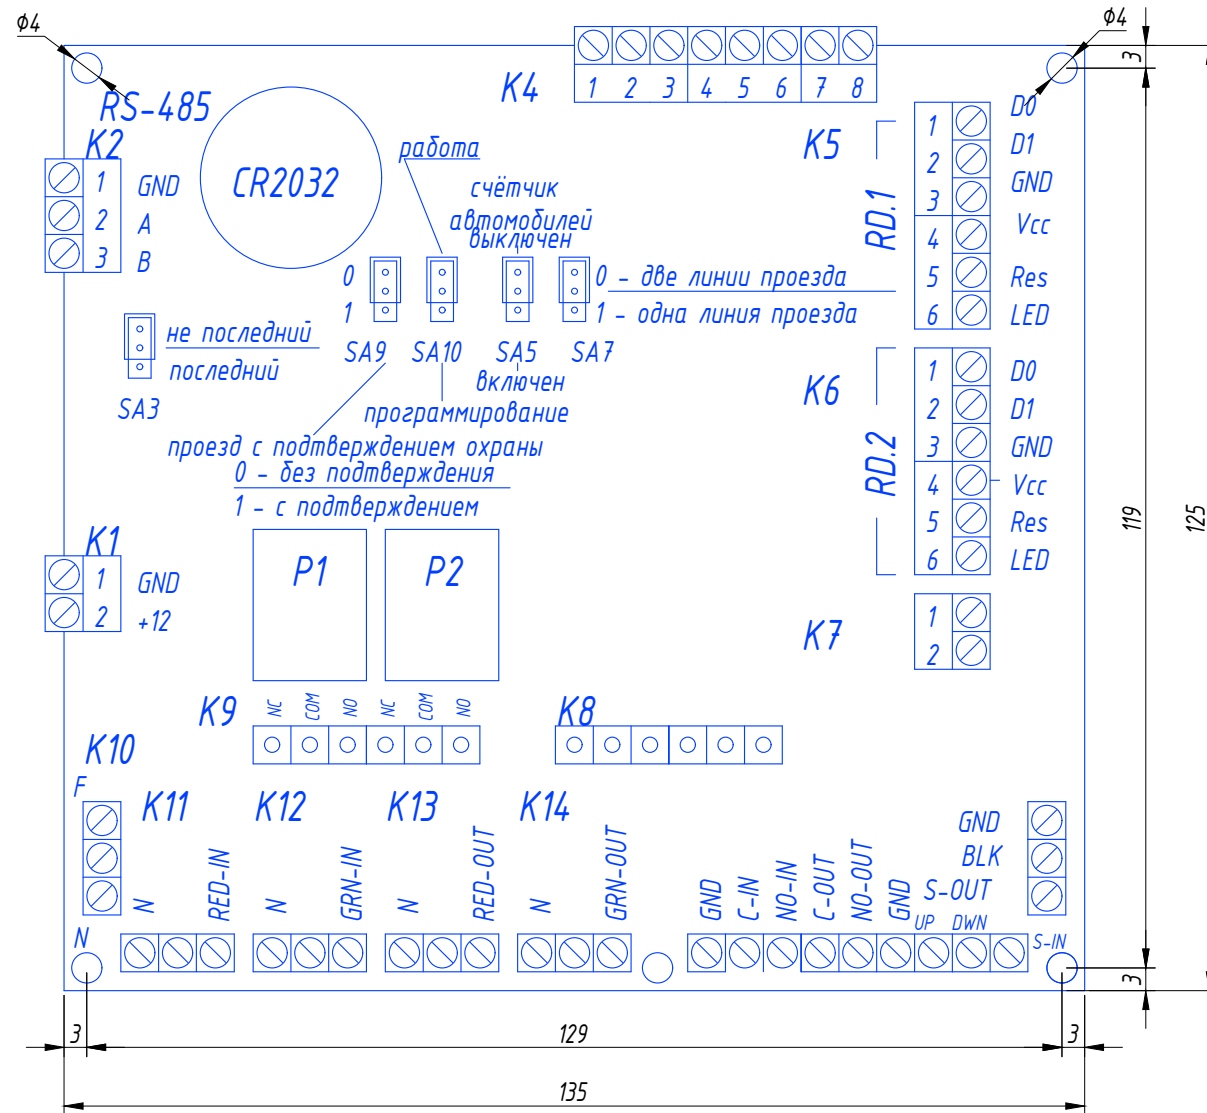 ϕ4
ϕ4
3
K4
1 2 3 4 5 6 7 8
RS-485
K2
1 GND
2 A
3 B
CR2032
работа
счётчик
автомобилей
выключен
0
1
0 - две линии проезда
1 - одна линия проезда
SA9 SA10 SA5 SA7
не последний
последний
SA3
включен
программирование
проезд с подтверждением охраны
0 - без подтверждения
1 - с подтверждением
K5
RD.1
1 D0
2 D1
3 GND
4 Vcc
5 Res
6 LED
K6
RD.2
1 D0
2 D1
3 GND
4 Vcc
5 Res
6 LED
119
125
K1
1 GND
2 +12
P1 P2
K7
1
2
K9
NC COM NO NC COM NO
K8
K10
F
N
K11 K12 K13 K14
N RED-IN N GRN-IN N RED-OUT N GRN-OUT
GND C-IN NO-IN C-OUT NO-OUT GND
UP DWN
GND
BLK
S-OUT
S-IN
3
3 129 3
135